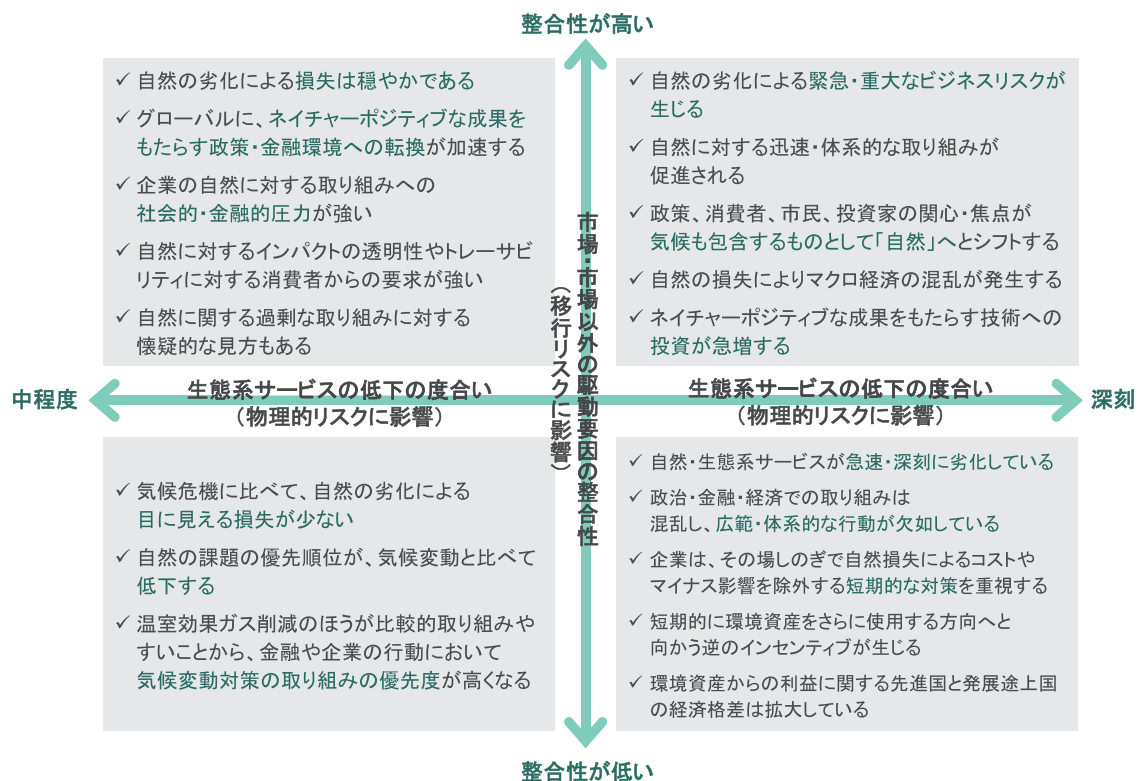 整合性が高い
✓ 自然の劣化による損失は穏やかである
✓ グローバルに、ネイチャーポジティブな成果を
もたらす政策・金融環境への転換が加速する
✓ 企業の自然に対する取り組みへの
社会的・金融的圧力が強い
✓ 自然に対するインパクトの透明性やトレーサビ
リティに対する消費者からの要求が強い
✓ 自然に関する過剰な取り組みに対する
懐疑的な見方もある
✓ 自然の劣化による緊急・重大なビジネスリスクが
生じる
✓ 自然に対する迅速・体系的な取り組みが
促進される
✓ 政策、消費者、市民、投資家の関心・焦点が
気候も包含するものとして「自然」へとシフトする
✓ 自然の損失によりマクロ経済の混乱が発生する
✓ ネイチャーポジティブな成果をもたらす技術への
投資が急増する
市場・市場以外の駆動要因の整合性
（移行リスクに影響）
中程度
生態系サービスの低下の度合い
（物理的リスクに影響）
生態系サービスの低下の度合い
（物理的リスクに影響）
深刻
✓ 気候危機に比べて、自然の劣化による
目に見える損失が少ない
✓ 自然の課題の優先順位が、気候変動と比べて
低下する
✓ 温室効果ガス削減のほうが比較的取り組みや
すいことから、金融や企業の行動において
気候変動対策の取り組みの優先度が高くなる
✓ 自然・生態系サービスが急速・深刻に劣化している
✓ 政治・金融・経済での取り組みは
混乱し、広範・体系的な行動が欠如している
✓ 企業は、その場しのぎで自然損失によるコストや
マイナス影響を除外する短期的な対策を重視する
✓ 短期的に環境資産をさらに使用する方向へと
向かう逆のインセンティブが生じる
✓ 環境資産からの利益に関する先進国と発展途上国
の経済格差は拡大している
整合性が低い